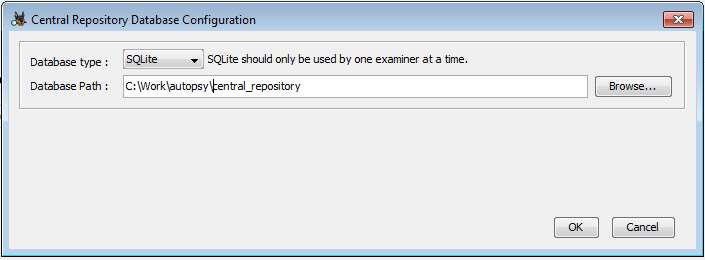 Central Repository Database Configuration
Database type : SQLite SQLite should only be used by one examiner at a time.
Database Path : C:\Work\autopsy\central_repository Browse...
OK Cancel